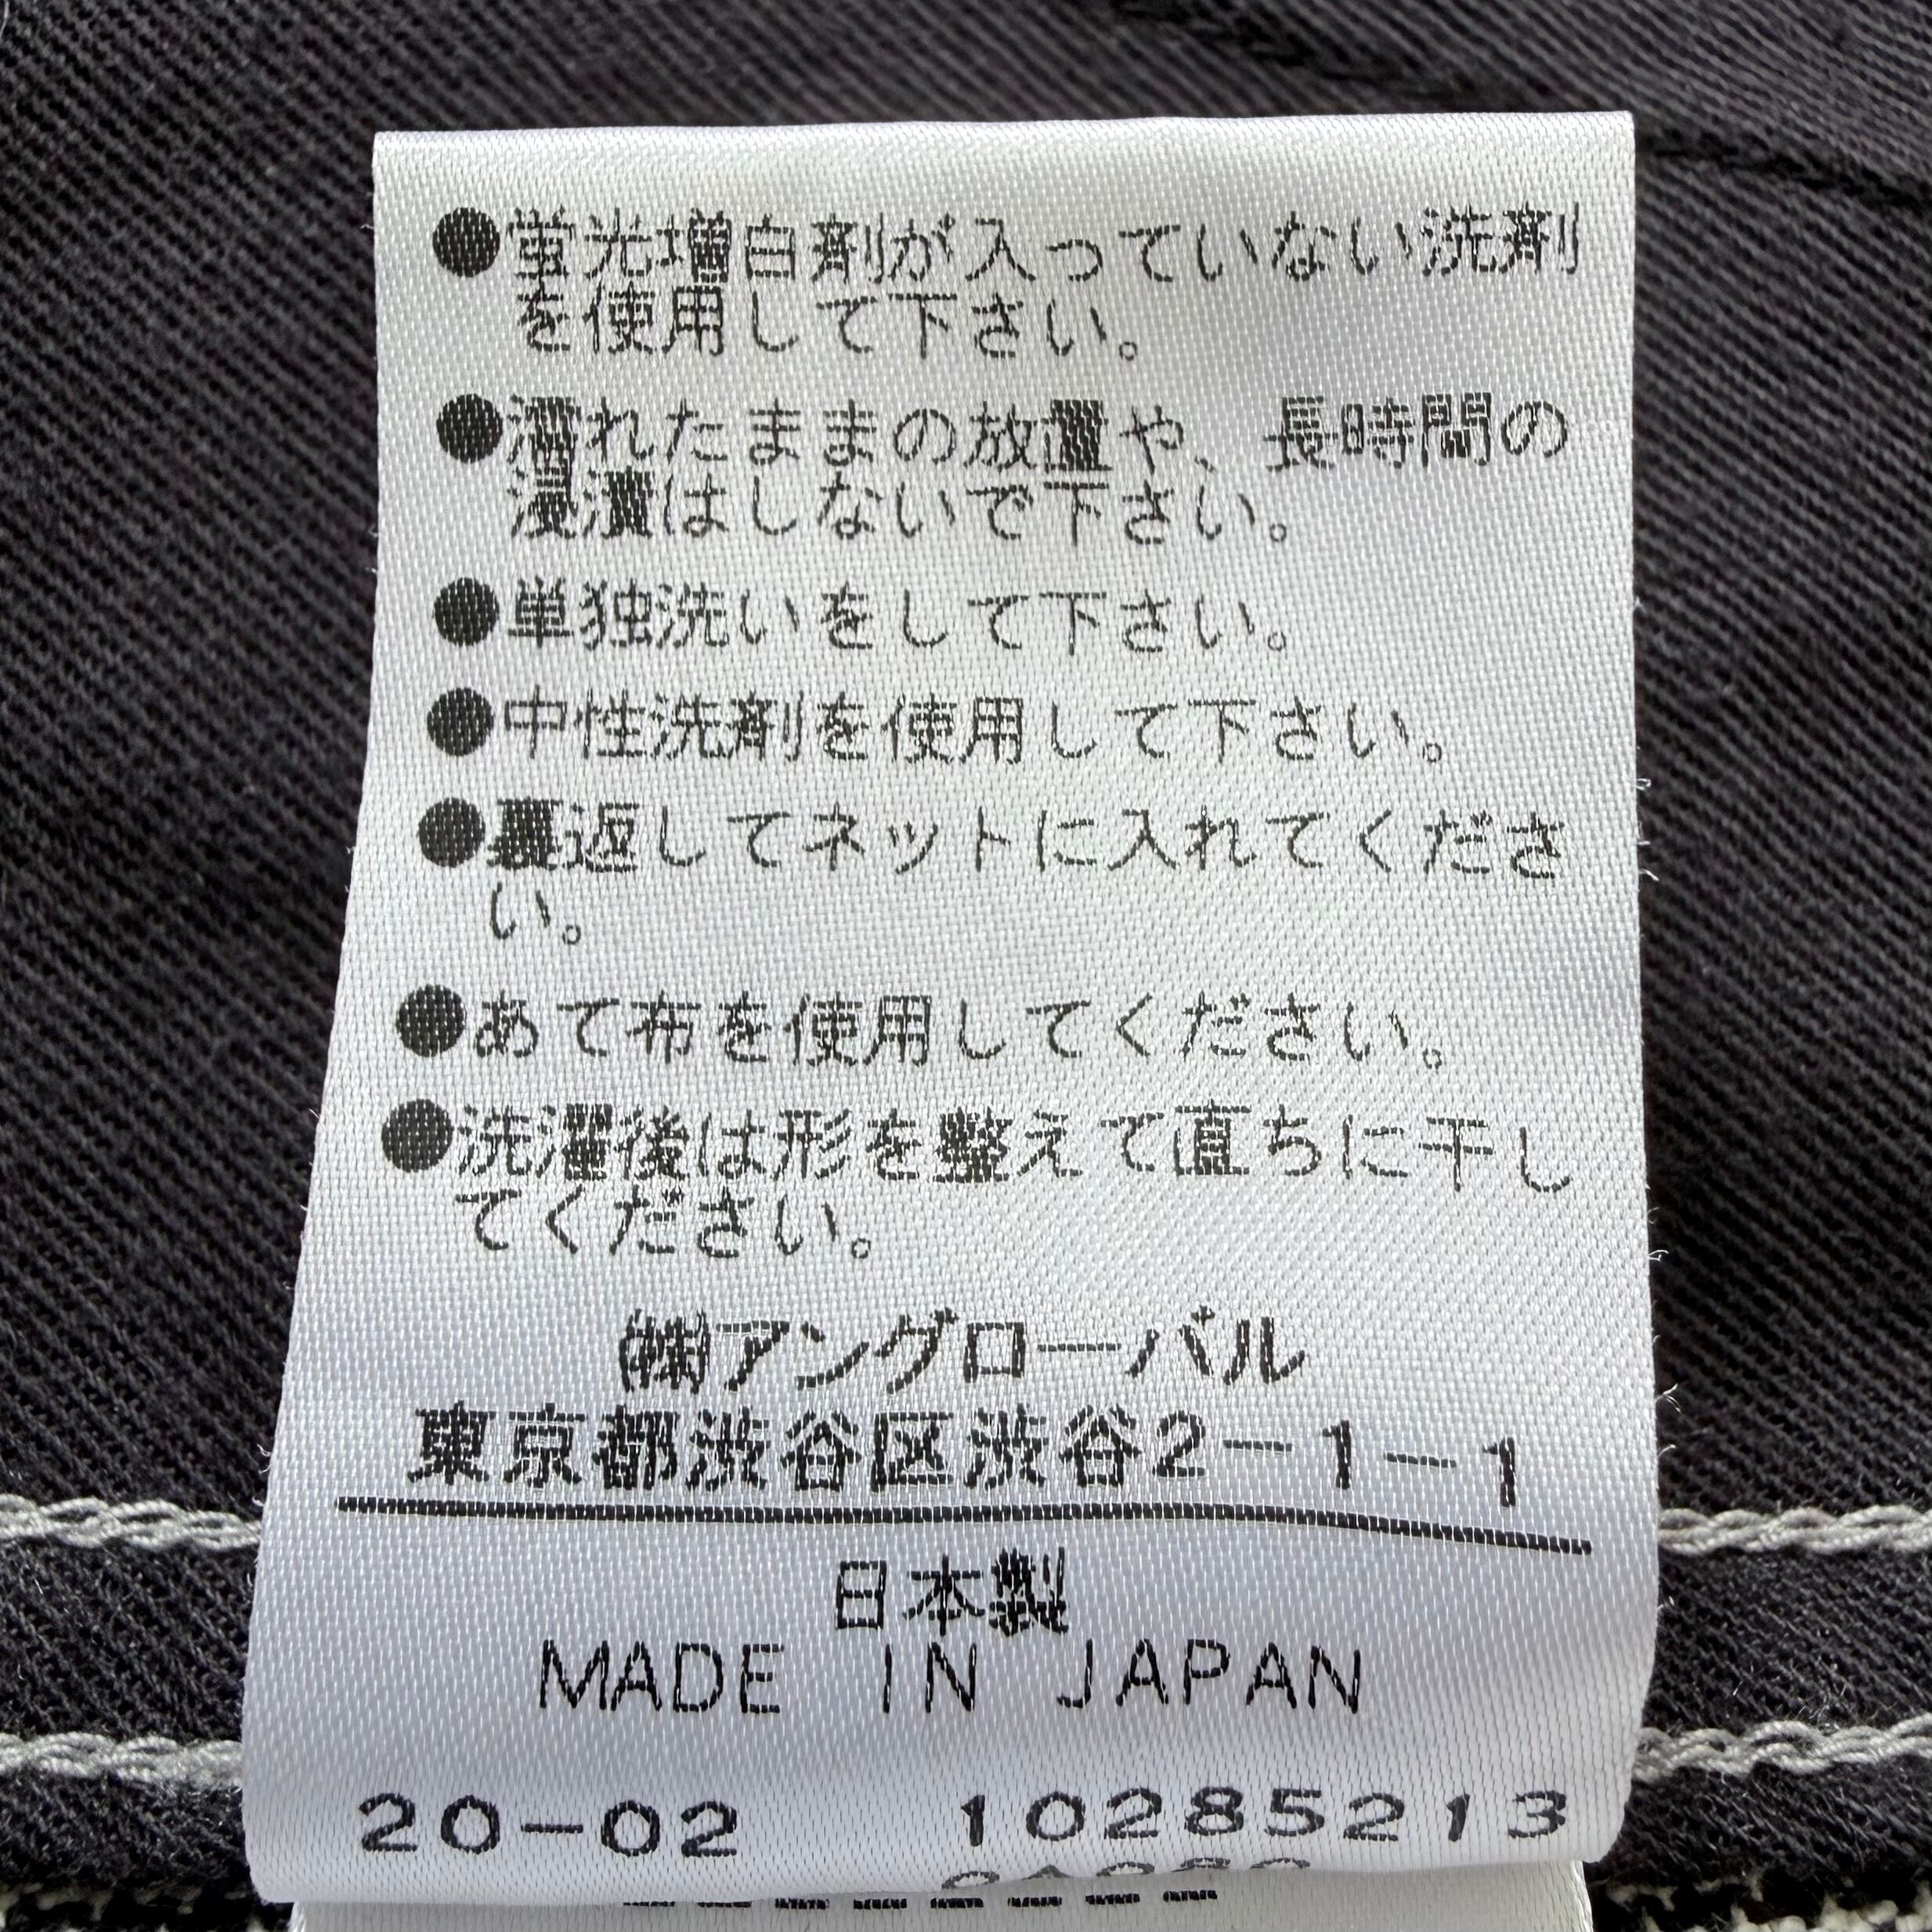 ●蛍光増白剤が入っていない洗剤
を使用して下さい。
●濡れたままの放置や、長時間の
浸漬はしないで下さい。
●単独洗いをして下さい。
●中性洗剤を使用して下さい。
●裏返してネットに入れてくださ
い。
●あて布を使用してください。
●洗濯後は形を整えて直ちに干し
てください。
㈱アングローバル
東京都渋谷区渋谷2-1-1
日本製
MADE IN JAPAN
20-02 10285213